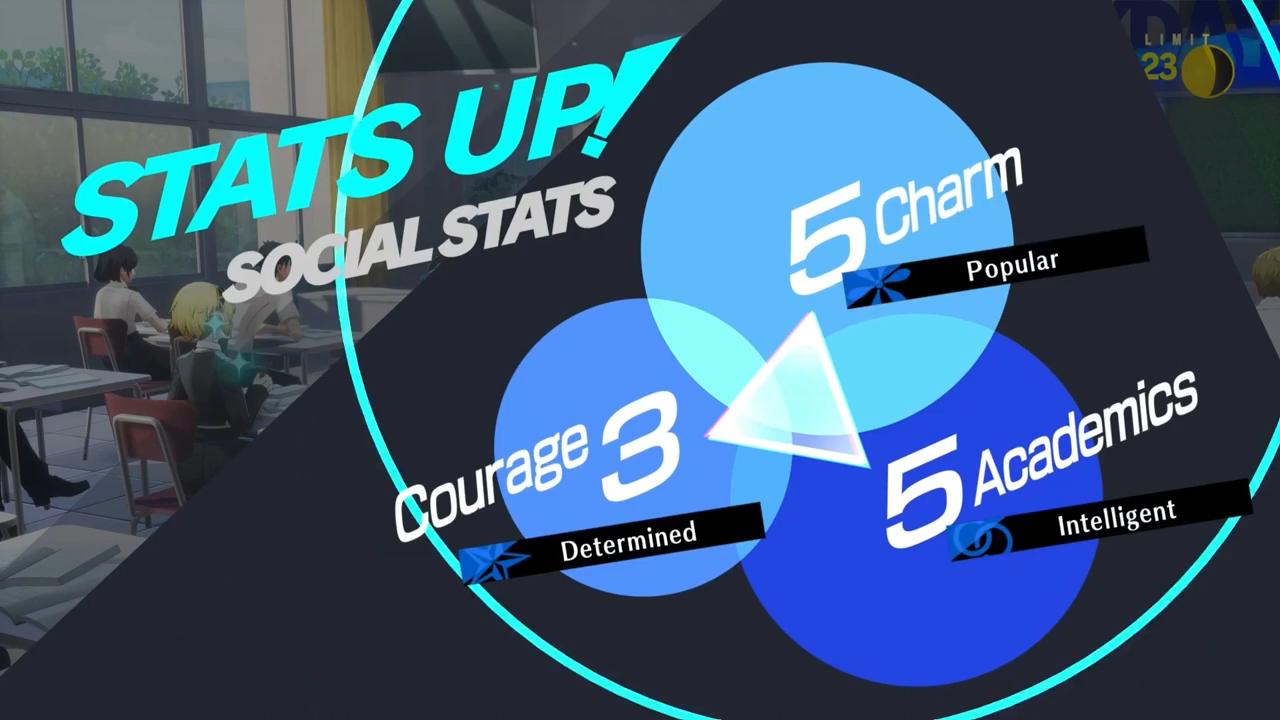 STATS UP!
SOCIAL STATS
LIMIT
23
5 Charm
Popular
Courage 3
Determined
5 Academics
Intelligent